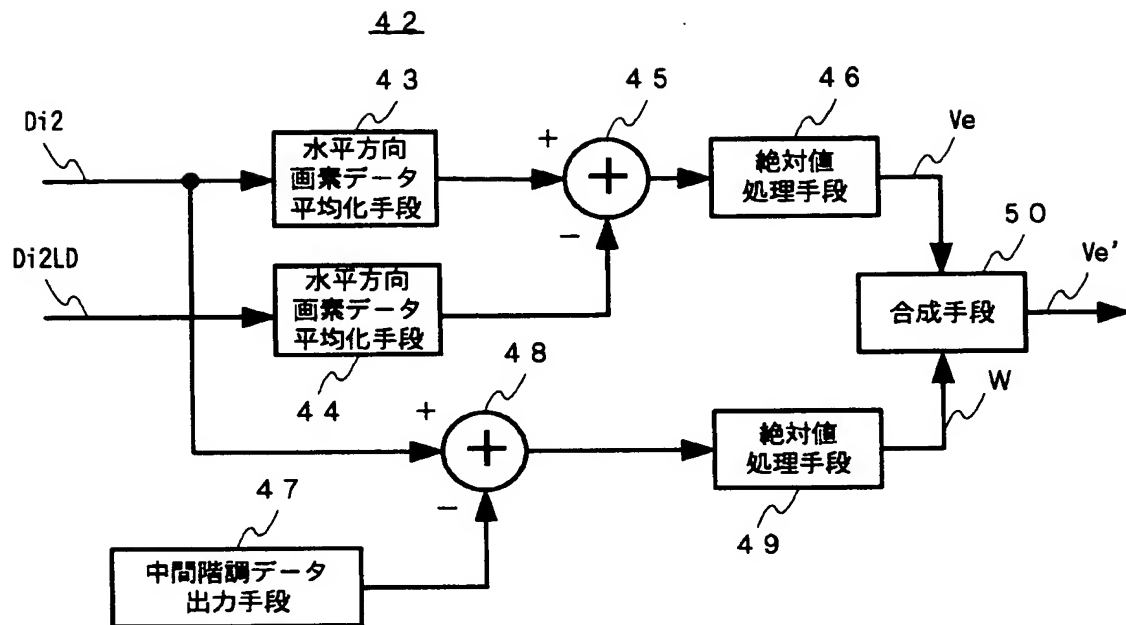 ４２
４３
４５
４６
Di2
水平方向
画素データ
平均化手段
+
+
絶対値
処理手段
Ve
Di2LD
水平方向
画素データ
平均化手段
−
５０
合成手段
Ve'
４４
４８
+
+
絶対値
処理手段
W
４７
−
４９
中間階調データ
出力手段